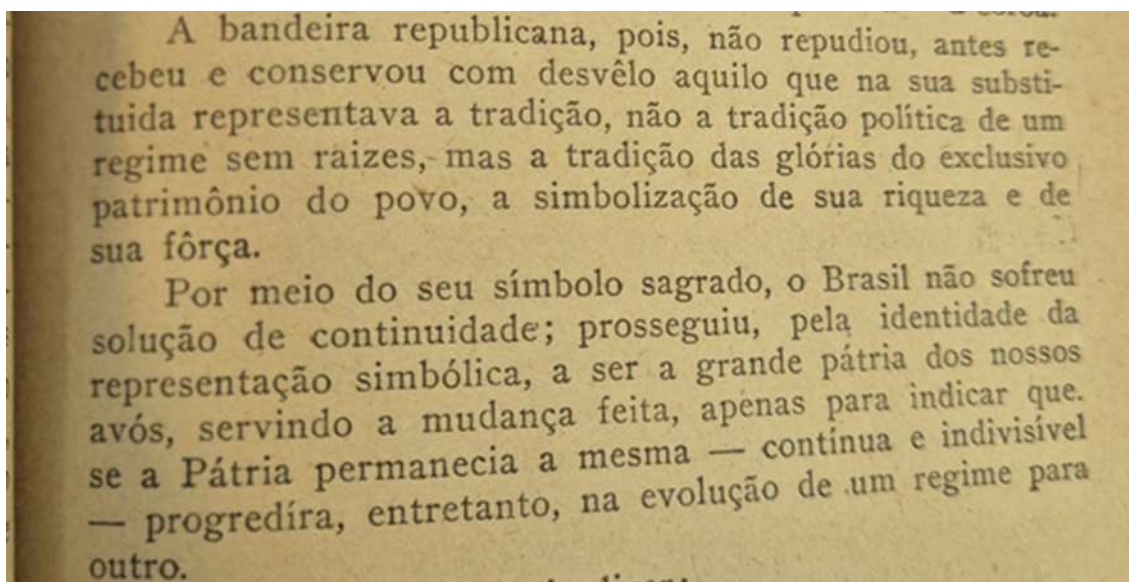 A bandeira republicana, pois, não repudiou, antes re-
cebeu e conservou com desvêlo aquilo que na sua substi-
tuida representava a tradição, não a tradição política de um
regime sem raizes, mas a tradição das glórias do exclusivo
patrimônio do povo, a simbolização de sua riqueza e de
sua fôrça.
Por meio do seu símbolo sagrado, o Brasil não sofreu
solução de continuidade; prosseguiu, pela identidade da
representação simbólica, a ser a grande pátria dos nossos
avós, servindo a mudança feita, apenas para indicar que.
se a Pátria permanecia a mesma — contínua e indivisível
— progredíra, entretanto, na evolução de um regime para
outro.